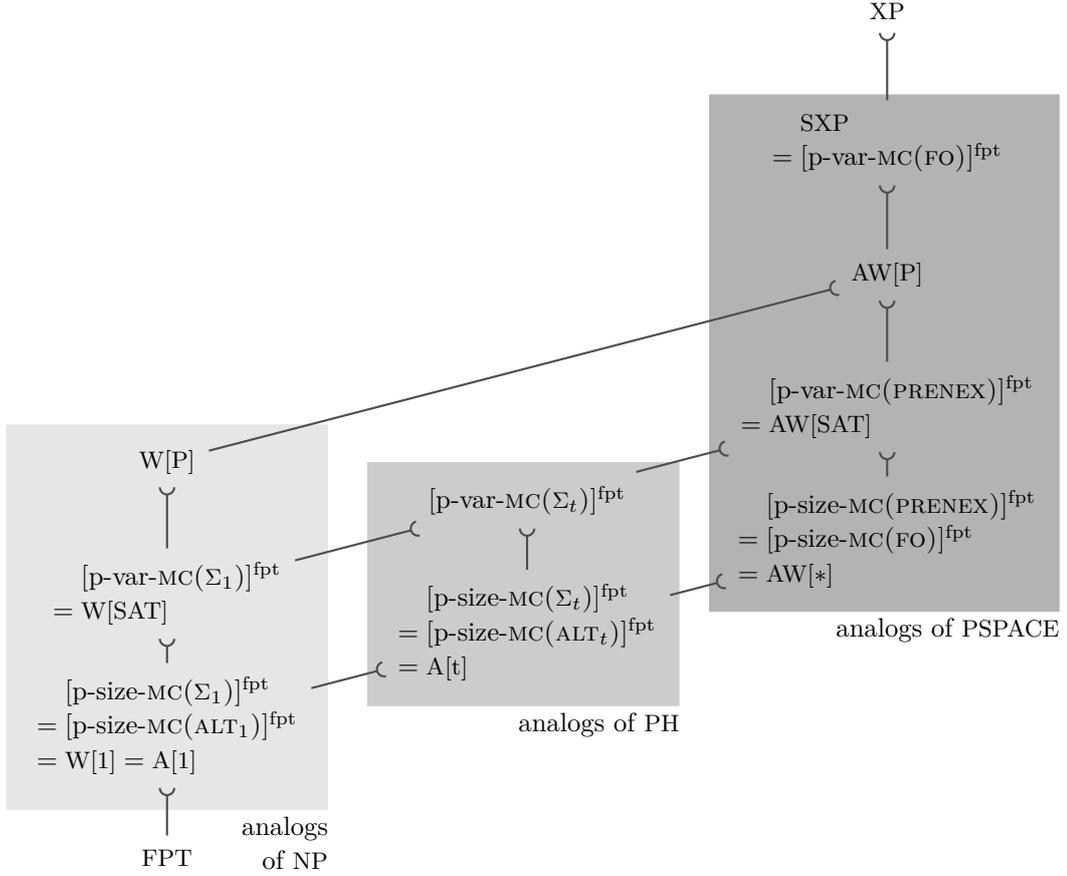 XP
SXP
= [p-var-MC(FO)]^fpt
AW[P]
[p-var-MC(PRENEX)]^fpt
= AW[SAT]
[p-size-MC(PRENEX)]^fpt
= [p-size-MC(FO)]^fpt
= AW[∗]
analogs of PSPACE
[p-var-MC(Σ_t)]^fpt
[p-size-MC(Σ_t)]^fpt
= [p-size-MC(ALT_t)]^fpt
= A[t]
analogs of PH
W[P]
[p-var-MC(Σ_1)]^fpt
= W[SAT]
[p-size-MC(Σ_1)]^fpt
= [p-size-MC(ALT_1)]^fpt
= W[1] = A[1]
analogs
of NP
FPT